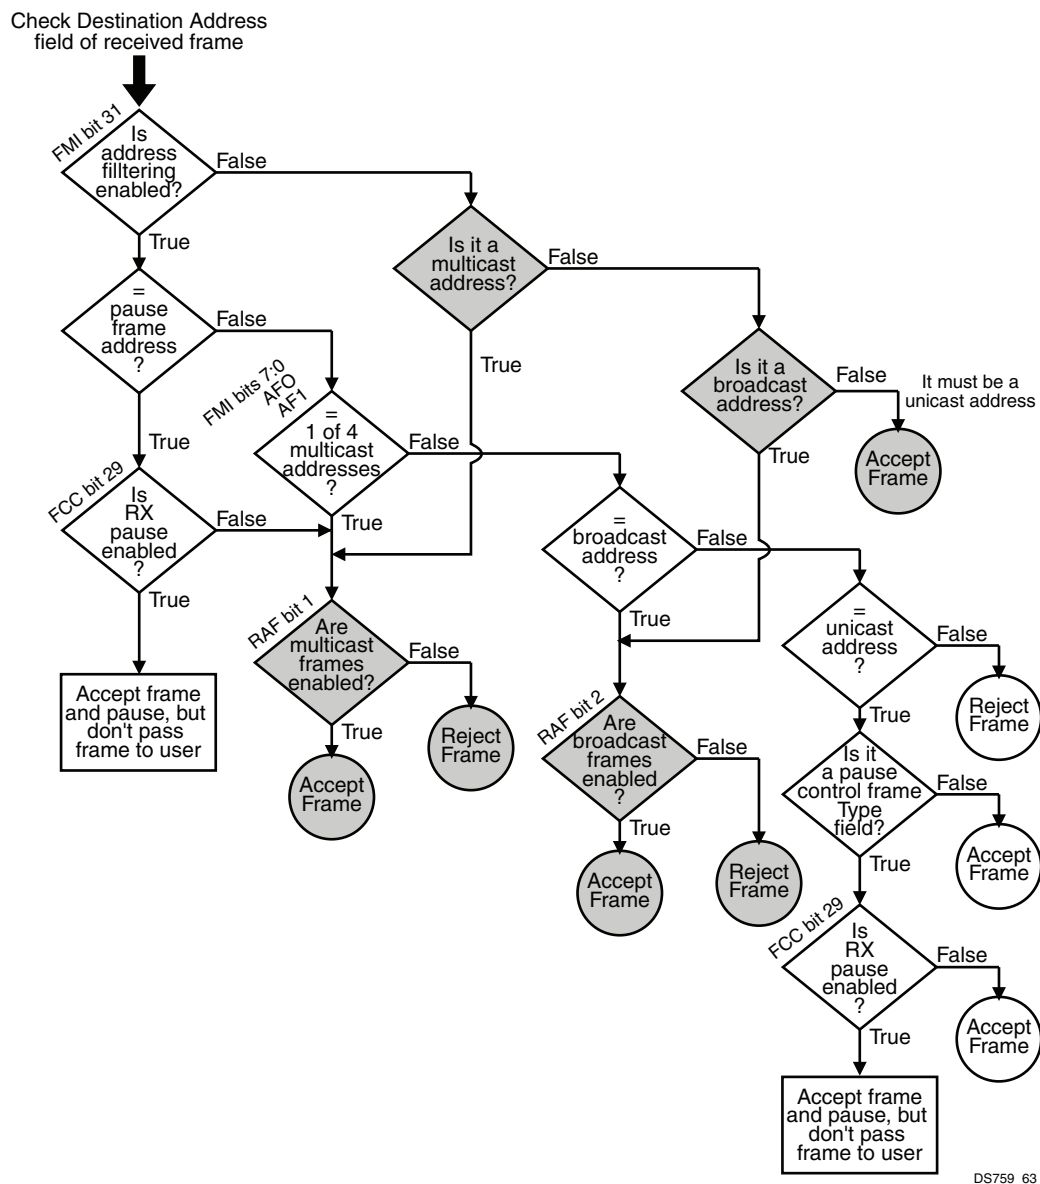 Check Destination Address
field of received frame
FMI bit 31
Is
address
filltering
enabled?
False
True
Is it a
multicast
address?
False
True
=
pause
frame
address
?
False
True
Is it a
broadcast
address?
False
True
It must be a
unicast address
Accept
Frame
FMI bits 7:0
AFO
AF1
=
1 of 4
multicast
addresses
?
False
True
FCC bit 29
Is
RX
pause
enabled
?
False
True
=
broadcast
address
?
False
True
=
unicast
address
?
False
True
Reject
Frame
RAF bit 1
Are
multicast
frames
enabled?
False
True
Accept frame
and pause, but
don't pass
frame to user
Reject
Frame
Accept
Frame
RAF bit 2
Are
broadcast
frames
enabled
?
False
True
Accept
Frame
Reject
Frame
Is it
a pause
control frame
Type
field?
False
True
Accept
Frame
FCC bit 29
Is
RX
pause
enabled
?
False
True
Accept
Frame
Accept frame
and pause, but
don't pass
frame to user
DS759_63